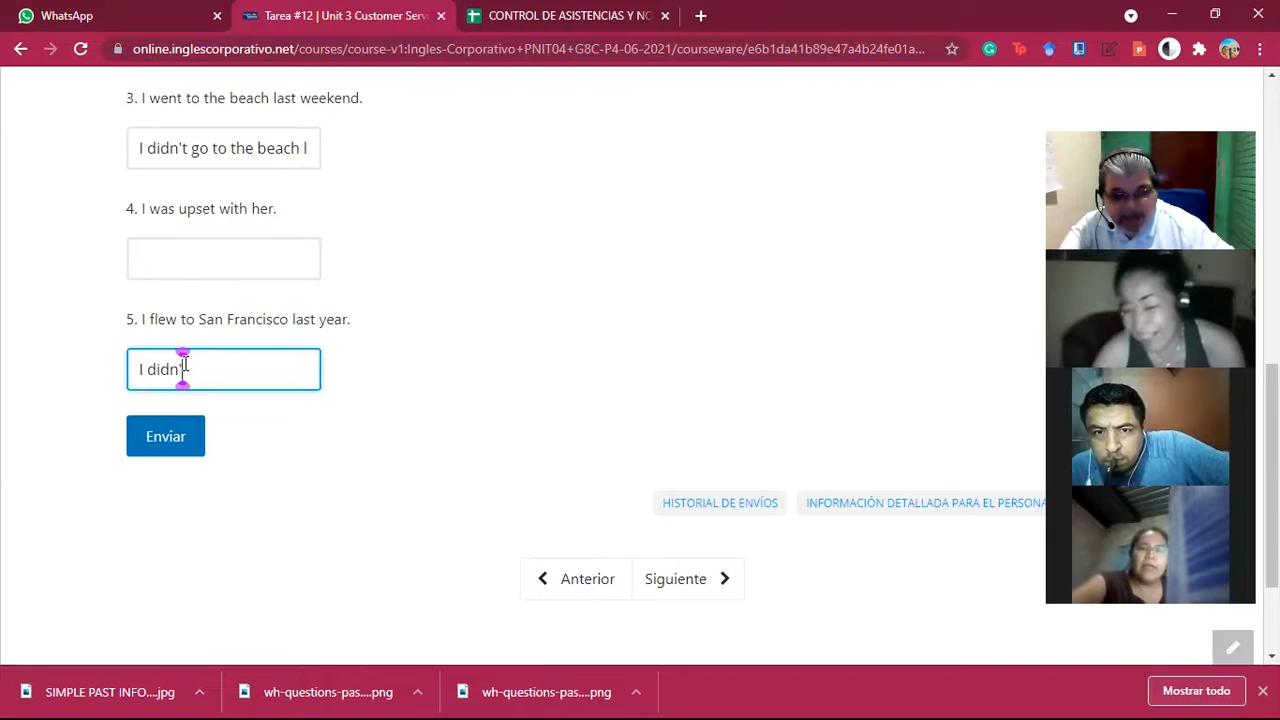 WhatsApp
Tarea #12 | Unit 3 Customer Serv
CONTROL DE ASISTENCIAS Y NO
online.inglescorporativo.net/courses/course-v1:Ingles-Corporativo+PNIT04+G8C-P4-06-2021/courseware/e6b1da41b89e47a4b24fe01a...
3. I went to the beach last weekend.
I didn't go to the beach l
4. I was upset with her.
5. I flew to San Francisco last year.
I didn'
Enviar
HISTORIAL DE ENVÍOS
INFORMACIÓN DETALLADA PARA EL PERSONA
Anterior
Siguiente
SIMPLE PAST INFO....jpg
wh-questions-pas....png
wh-questions-pas....png
Mostrar todo